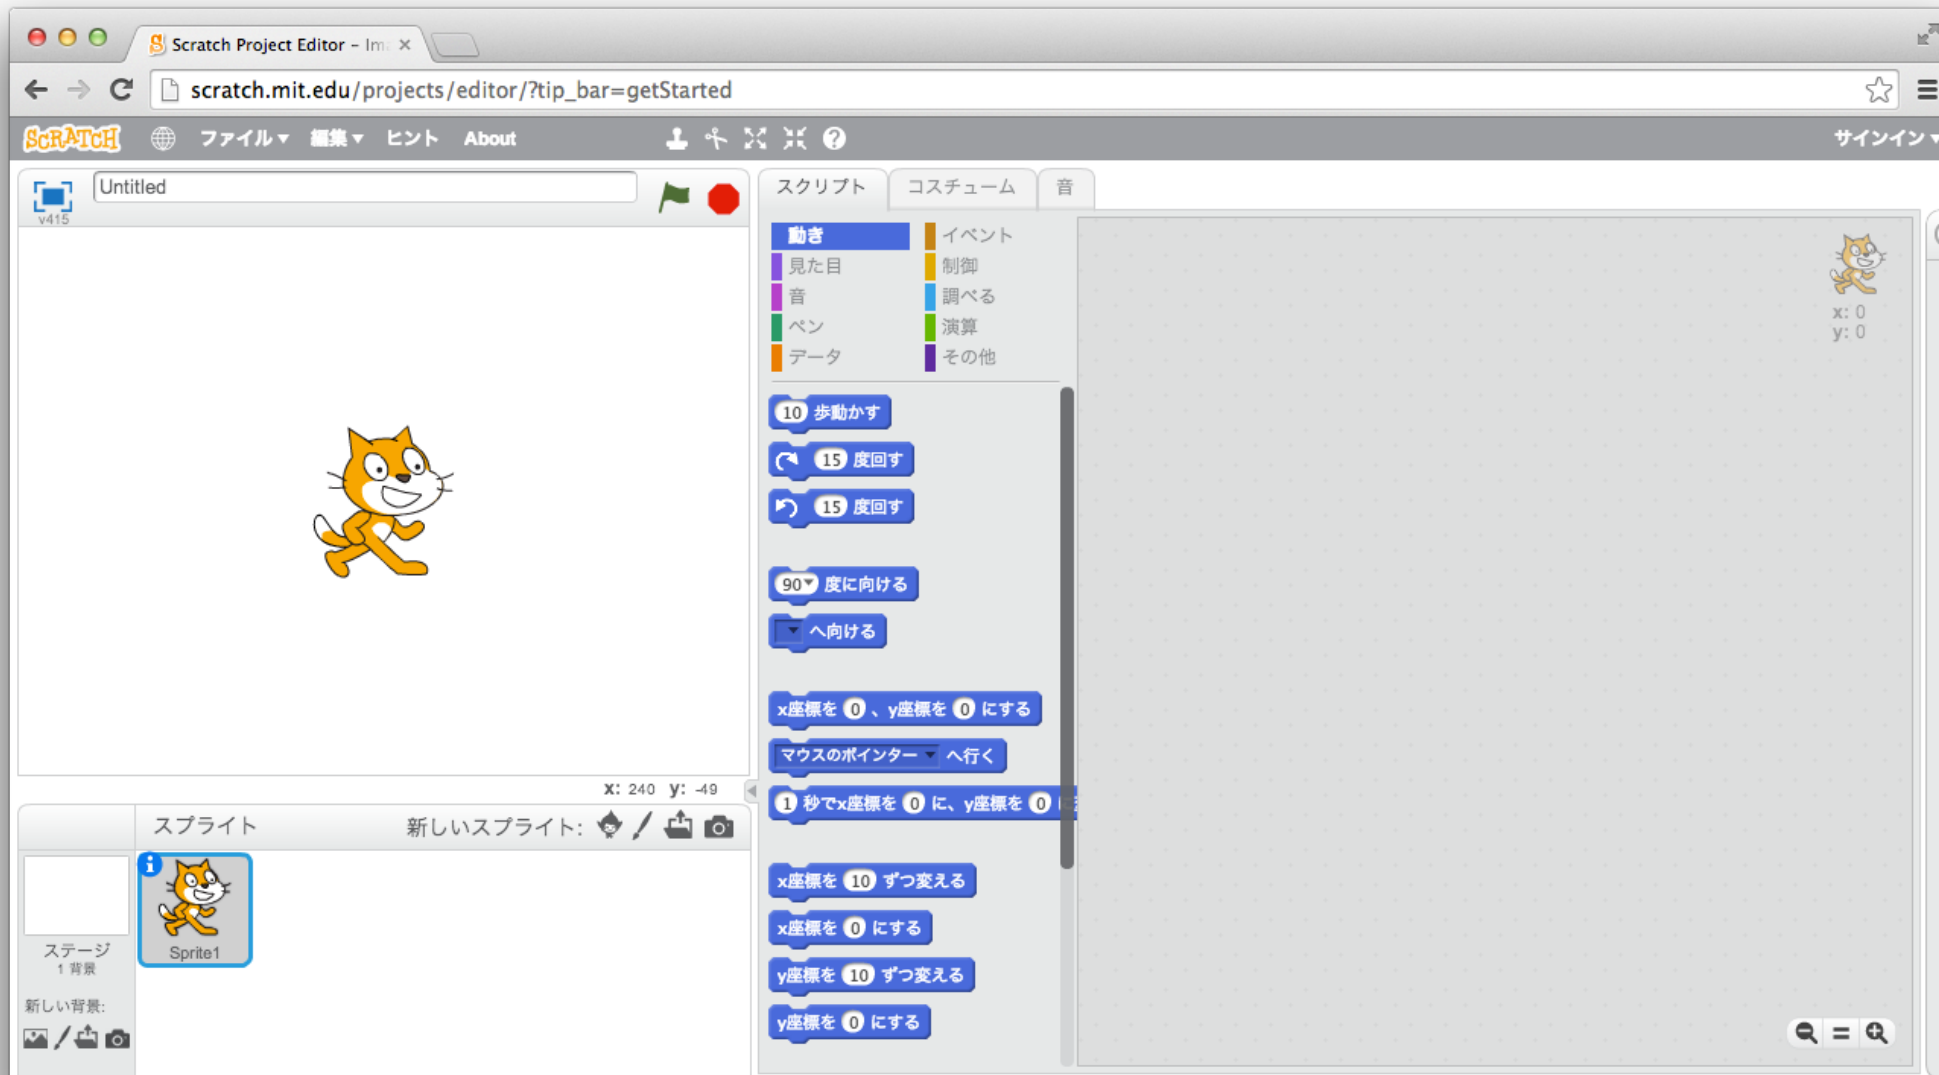 Scratch Project Editor – Im
scratch.mit.edu/projects/editor/?tip_bar=getStarted
SCRATCH ファイル 編集 ヒント About サインイン
v415
Untitled
スクリプト コスチューム 音
動き イベント
見た目 制御
音 調べる
ペン 演算
データ その他
x: 0
y: 0
10 歩動かす
15 度回す
15 度回す
90 度に向ける
へ向ける
x座標を 0 、y座標を 0 にする
マウスのポインター へ行く
1 秒でx座標を 0 に、y座標を 0 に
x座標を 10 ずつ変える
x座標を 0 にする
y座標を 10 ずつ変える
y座標を 0 にする
x: 240 y: -49
スプライト 新しいスプライト:
Sprite1
ステージ
1 背景
新しい背景: